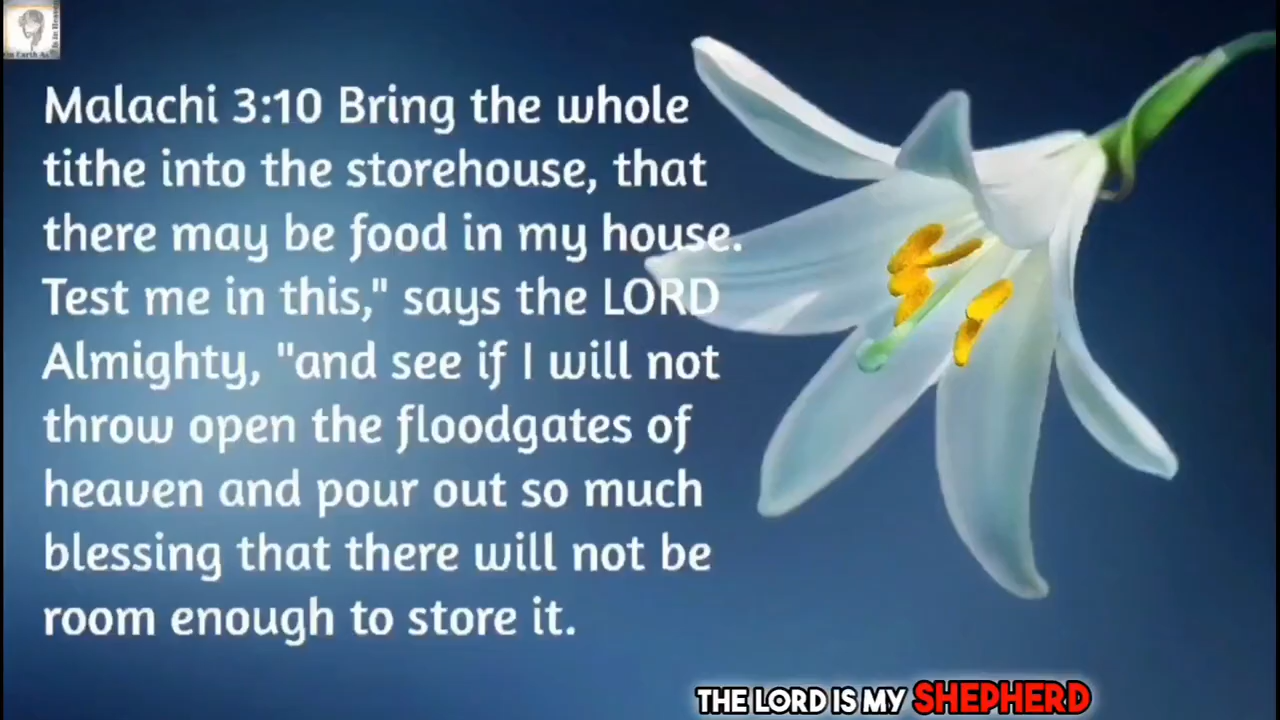 Malachi 3:10 Bring the whole
tithe into the storehouse, that
there may be food in my house.
Test me in this," says the LORD
Almighty, "and see if I will not
throw open the floodgates of
heaven and pour out so much
blessing that there will not be
room enough to store it.
THE LORD IS MY SHEPHERD